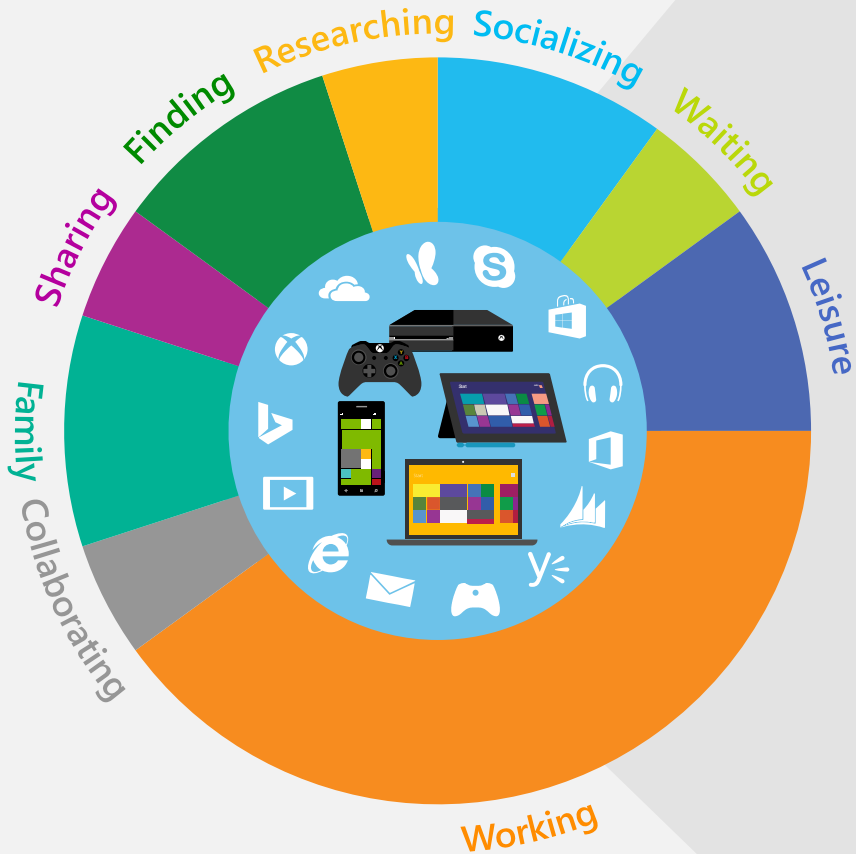 Researching
Socializing
Finding
Waiting
Sharing
Leisure
Family
Collaborating
Working